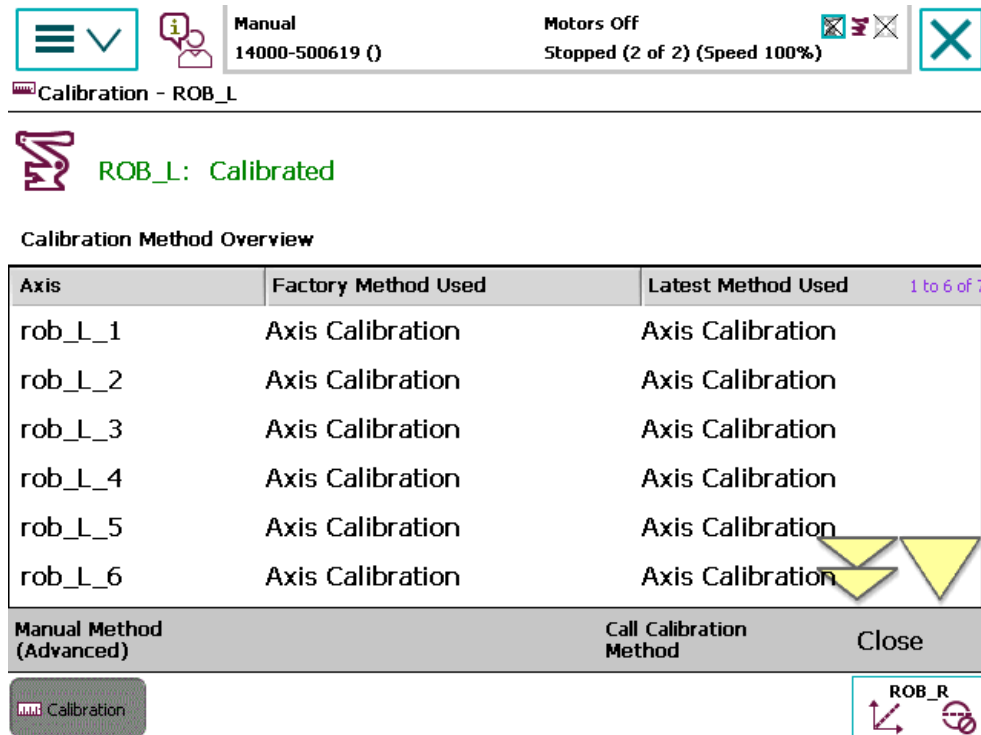 i
Manual
Motors Off
14000-500619 ()
Stopped (2 of 2) (Speed 100%)
Calibration - ROB_L
ROB_L: Calibrated
Calibration Method Overview
Axis Factory Method Used Latest Method Used 1 to 6 of 7
rob_L_1 Axis Calibration Axis Calibration
rob_L_2 Axis Calibration Axis Calibration
rob_L_3 Axis Calibration Axis Calibration
rob_L_4 Axis Calibration Axis Calibration
rob_L_5 Axis Calibration Axis Calibration
rob_L_6 Axis Calibration Axis Calibration
Manual Method
(Advanced)
Call Calibration
Method
Close
Calibration
ROB_R